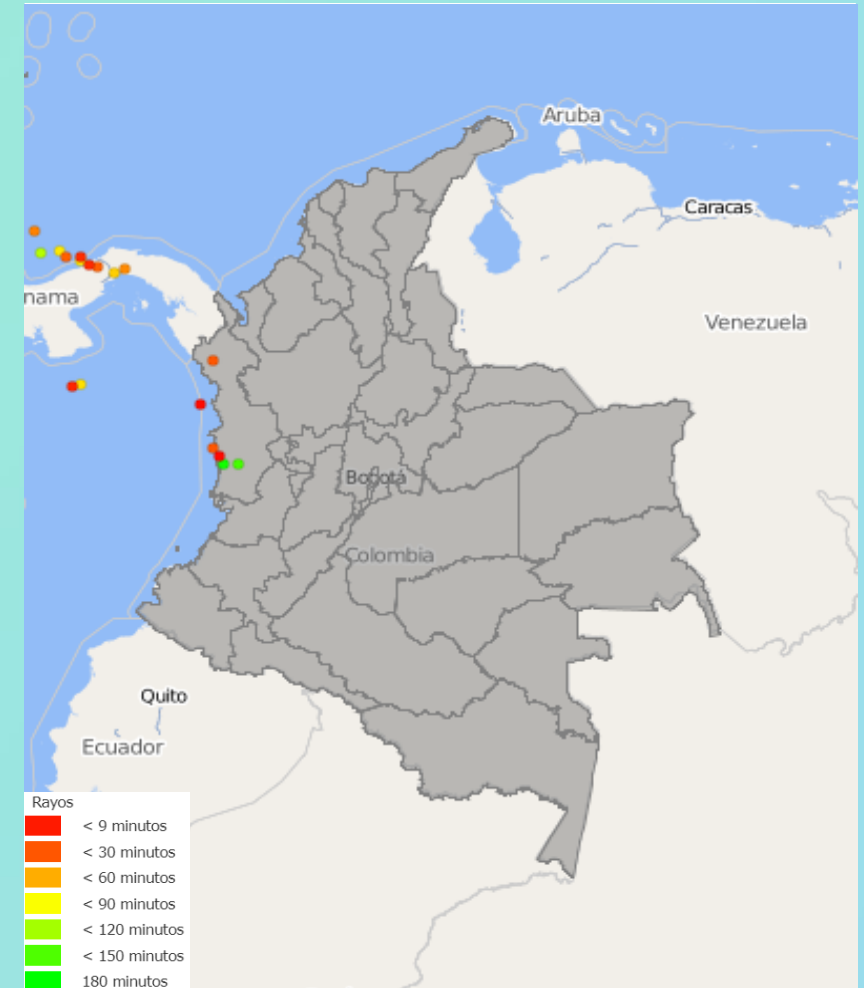 Aruba
Caracas
nama
Venezuela
Bogotá
Colombia
Quito
Ecuador
Rayos
< 9 minutos
< 30 minutos
< 60 minutos
< 90 minutos
< 120 minutos
< 150 minutos
180 minutos